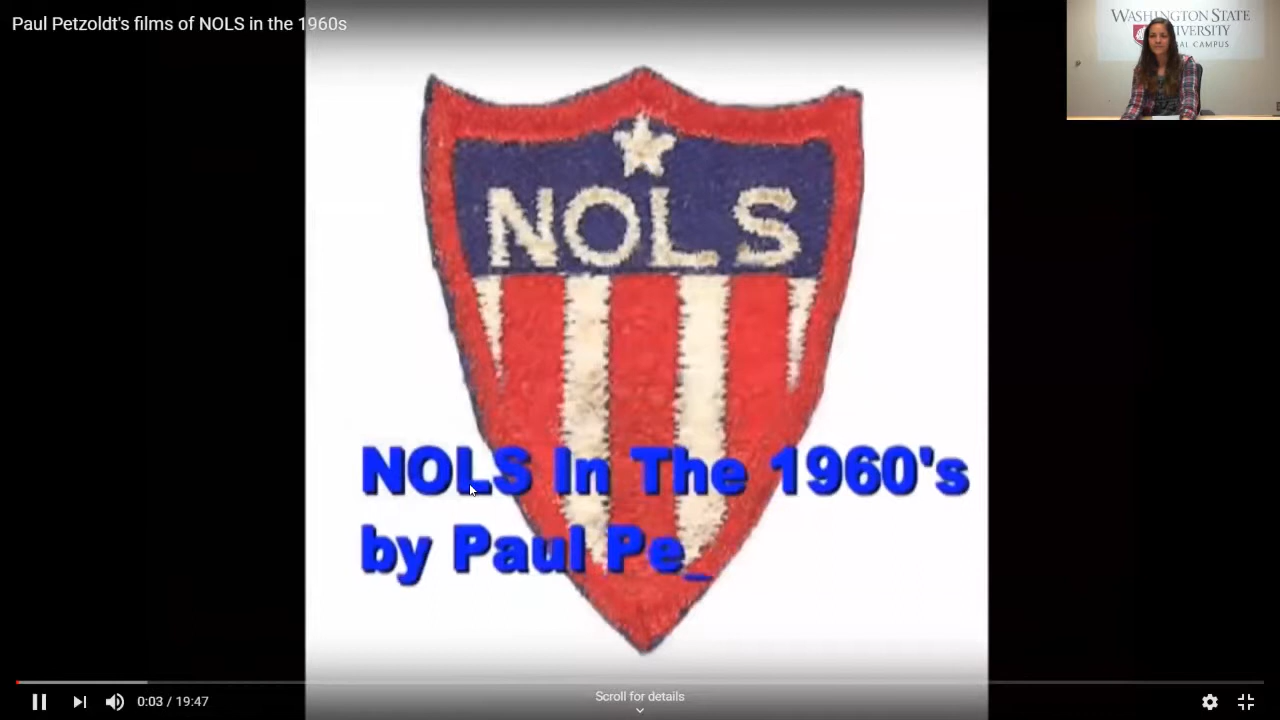 Paul Petzoldt's films of NOLS in the 1960s
WASHINGTON STATE
NOLS
NOLS In The 1960's
by Paul Pe_
0:03 / 19:47
Scroll for details